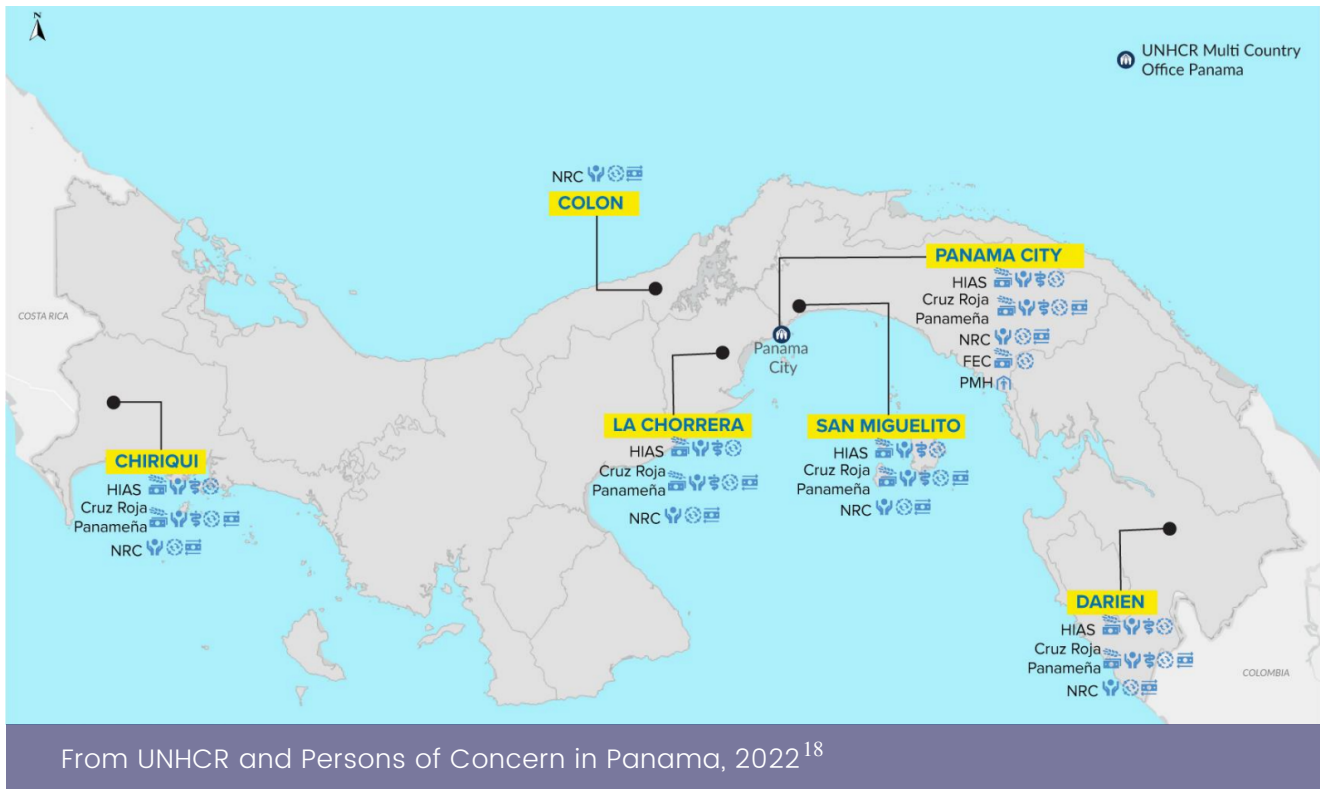 UNHCR Multi Country
Office Panama
NRC
COLON
PANAMA CITY
HIAS
Cruz Roja
Panameña
NRC
FEC
PMH
COSTA RICA
Panama
City
LA CHORRERA
HIAS
Cruz Roja
Panameña
NRC
SAN MIGUELITO
HIAS
Cruz Roja
Panameña
NRC
CHIRIQUI
HIAS
Cruz Roja
Panameña
NRC
DARIEN
HIAS
Cruz Roja
Panameña
NRC
COLOMBIA
From UNHCR and Persons of Concern in Panama, 2022¹⁸